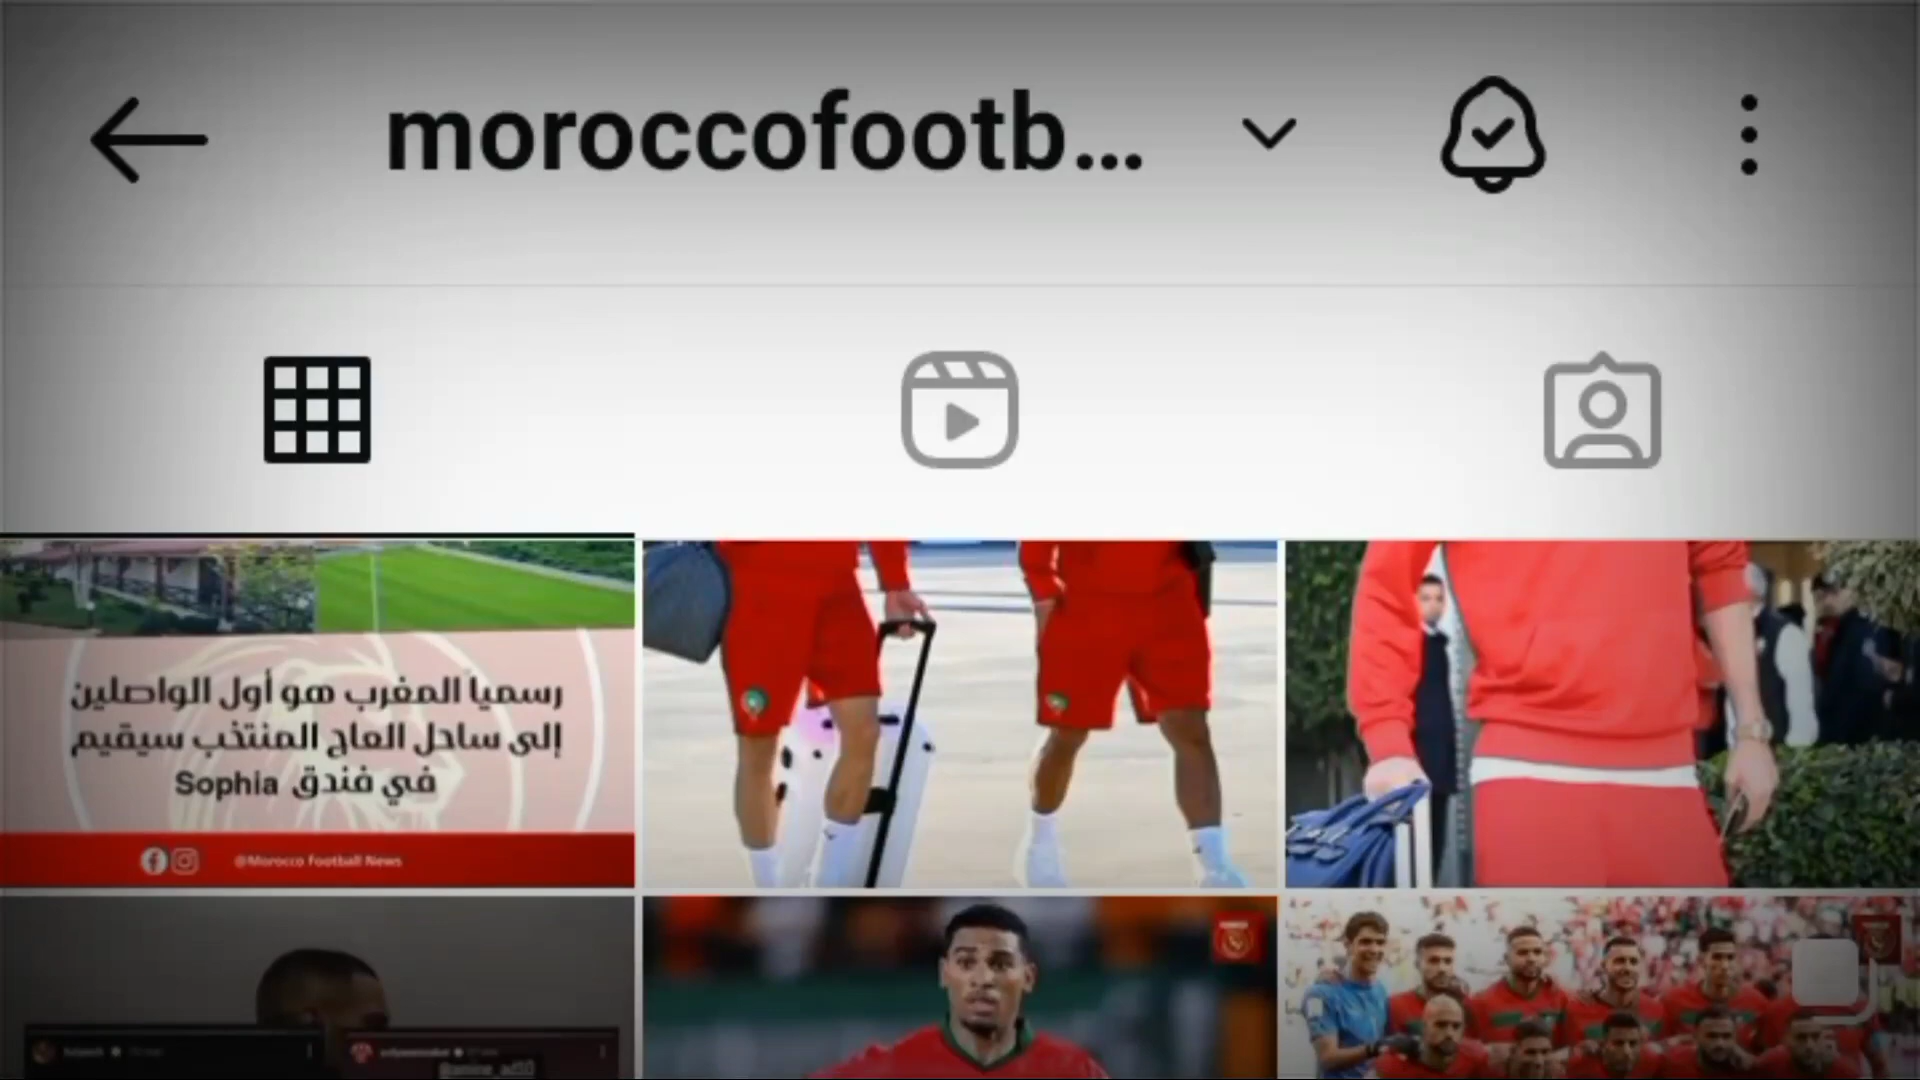 moroccofootb...
رسمياً المغرب هو أول الواصلين
إلى ساحل العاج المنتخب سيقيم
في فندق Sophia
@Morocco Football News